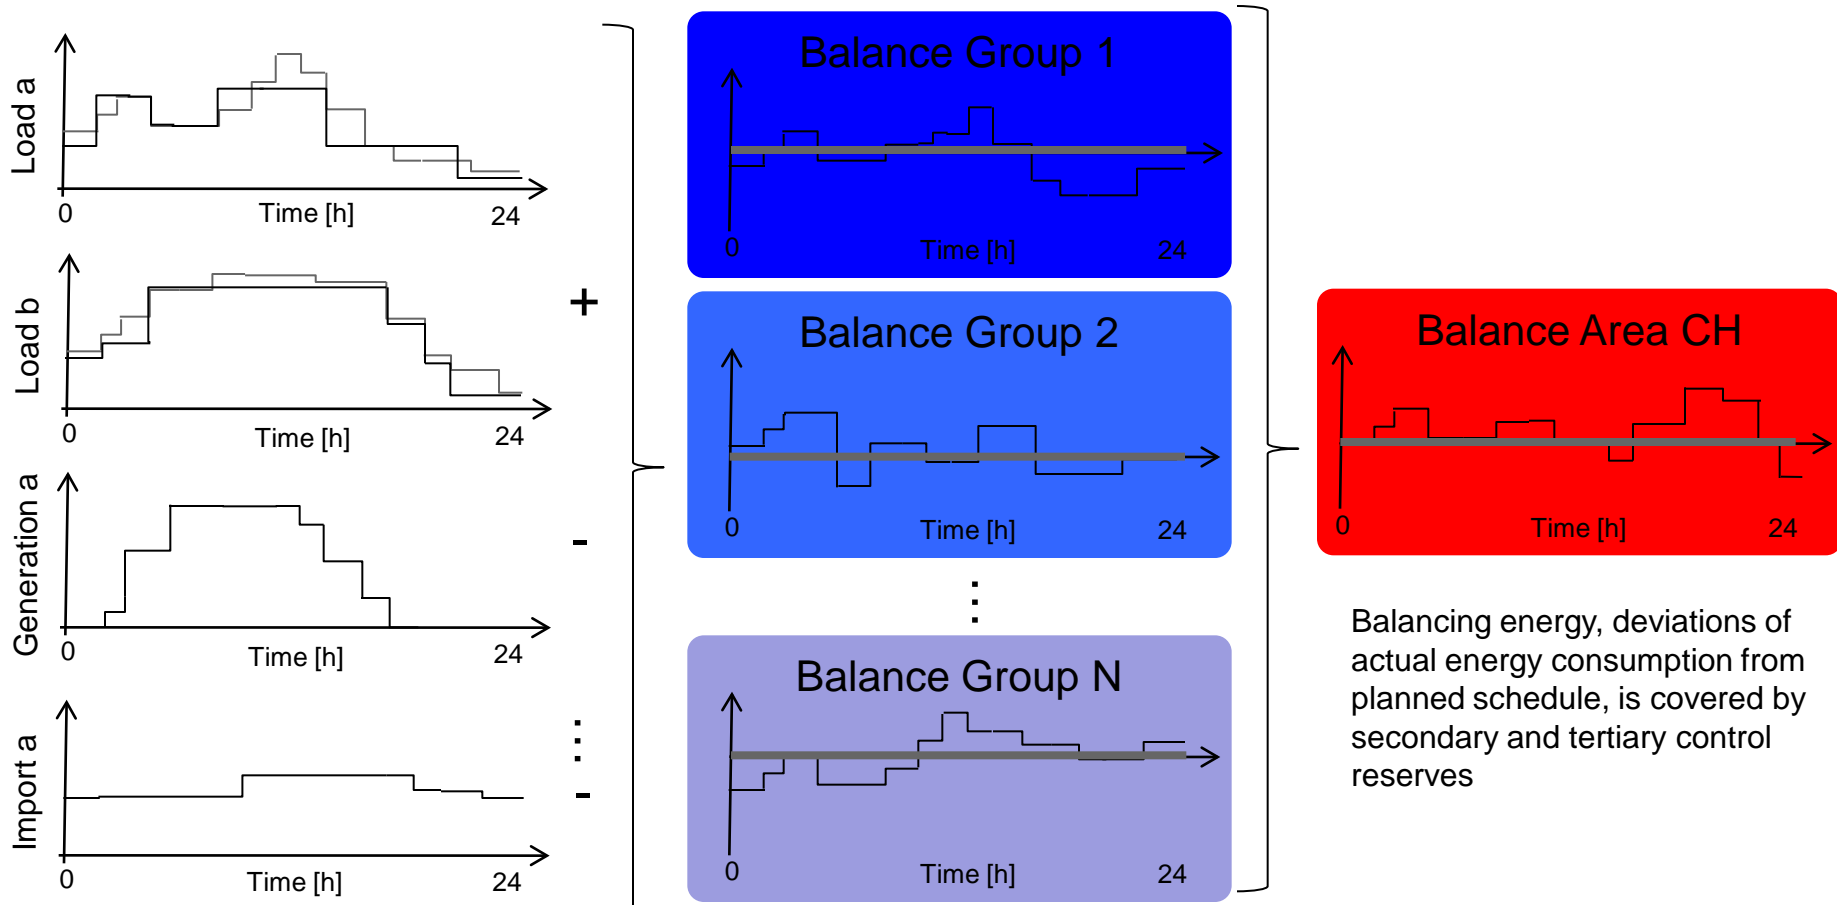 Load a
0
Time [h]
24
Load b
0
Time [h]
24
+
Generation a
0
Time [h]
24
-
Import a
0
Time [h]
24
⋮
-
Balance Group 1
0
Time [h]
24
Balance Group 2
0
Time [h]
24
⋮
Balance Group N
0
Time [h]
24
Balance Area CH
0
Time [h]
24
Balancing energy, deviations of
actual energy consumption from
planned schedule, is covered by
secondary and tertiary control
reserves